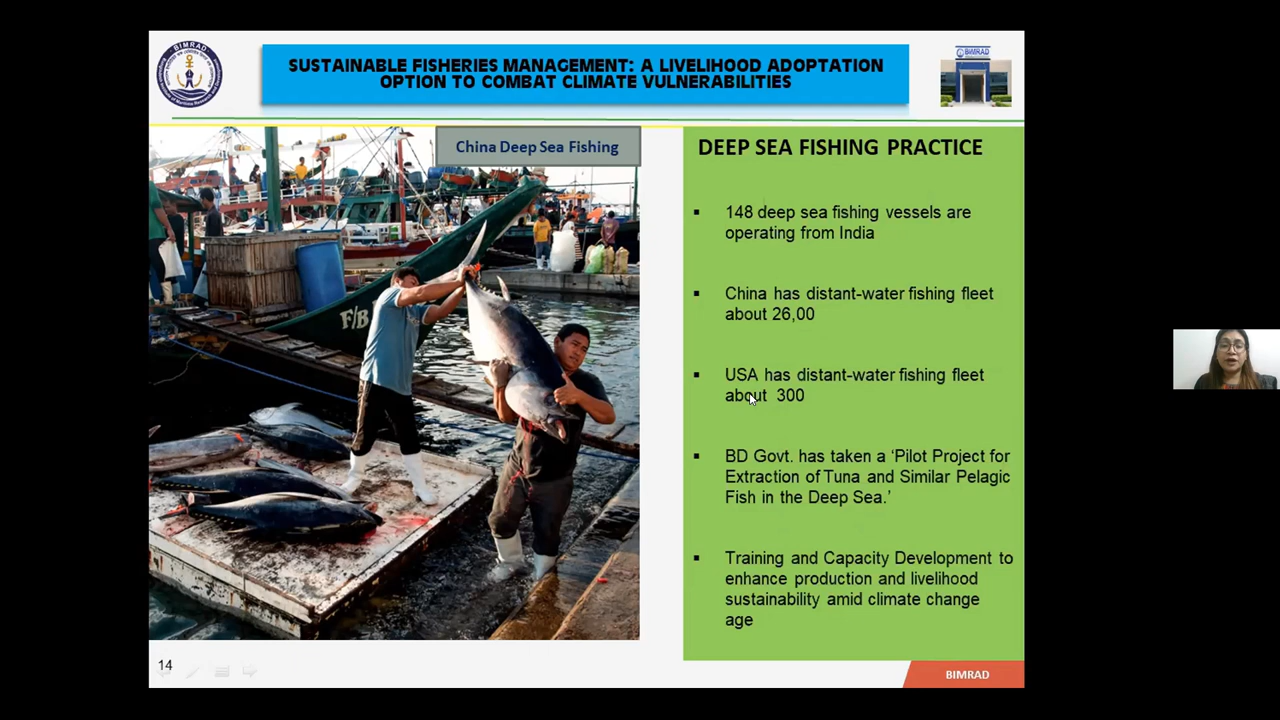 BIMRAD
SUSTAINABLE FISHERIES MANAGEMENT: A LIVELIHOOD ADOPTATION
OPTION TO COMBAT CLIMATE VULNERABILITIES
BIMRAD
China Deep Sea Fishing
F/B
DEEP SEA FISHING PRACTICE
▪ 148 deep sea fishing vessels are
operating from India
▪ China has distant-water fishing fleet
about 26,00
▪ USA has distant-water fishing fleet
about 300
▪ BD Govt. has taken a ‘Pilot Project for
Extraction of Tuna and Similar Pelagic
Fish in the Deep Sea.’
▪ Training and Capacity Development to
enhance production and livelihood
sustainability amid climate change
age
14
BIMRAD